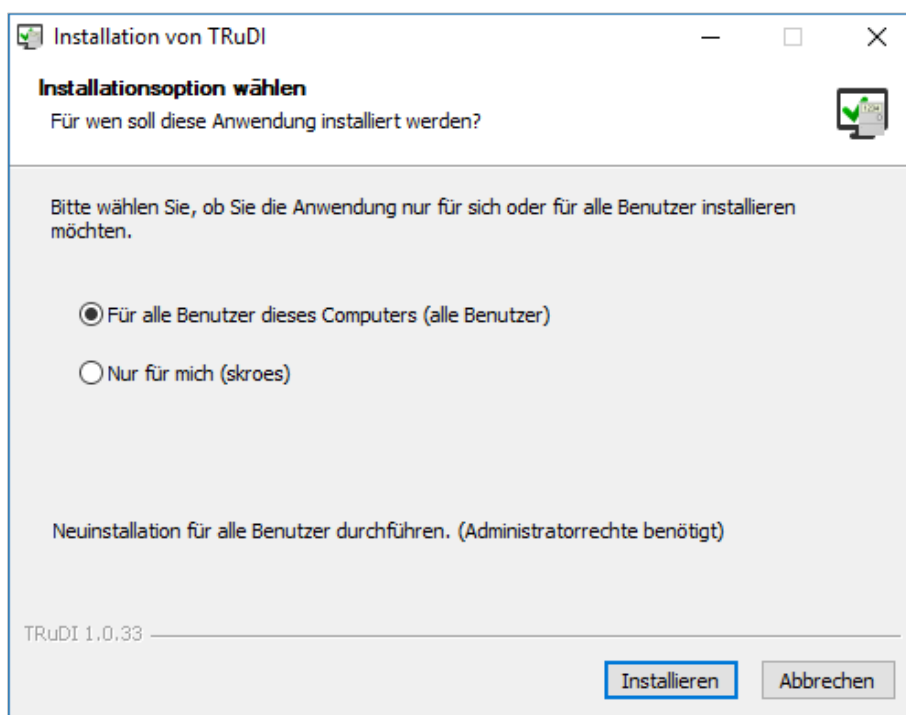 Installation von TRuDI
Installationsoption wählen
Für wen soll diese Anwendung installiert werden?
1234
Bitte wählen Sie, ob Sie die Anwendung nur für sich oder für alle Benutzer installieren
möchten.
Für alle Benutzer dieses Computers (alle Benutzer)
Nur für mich (skroes)
Neuinstallation für alle Benutzer durchführen. (Administratorrechte benötigt)
TRuDI 1.0.33
Installieren
Abbrechen